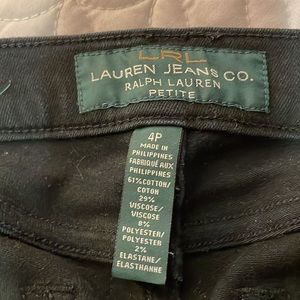 LRL
LAUREN JEANS CO.
RALPH LAUREN
PETITE
4P
MADE IN
PHILIPPINES
FABRIQUÉ AUX
PHILIPPINES
61%COTTON/
COTON
29%
VISCOSE/
VISCOSE
8%
POLYESTER/
POLYESTER
2%
ELASTANE/
ELASTHANNE